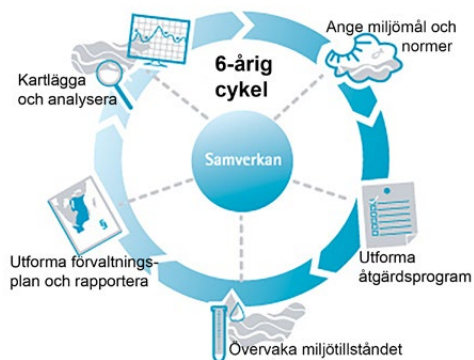 6-årig
cykel
Samverkan
Ange miljömål och
normer
Utforma
åtgärdsprogram
Övervaka miljötillståndet
Utforma förvaltnings-
plan och rapportera
Kartlägga
och analysera